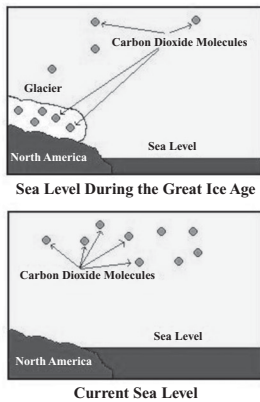 Carbon Dioxide Molecules
Glacier
North America
Sea Level
Sea Level During the Great Ice Age
Carbon Dioxide Molecules
Sea Level
North America
Current Sea Level